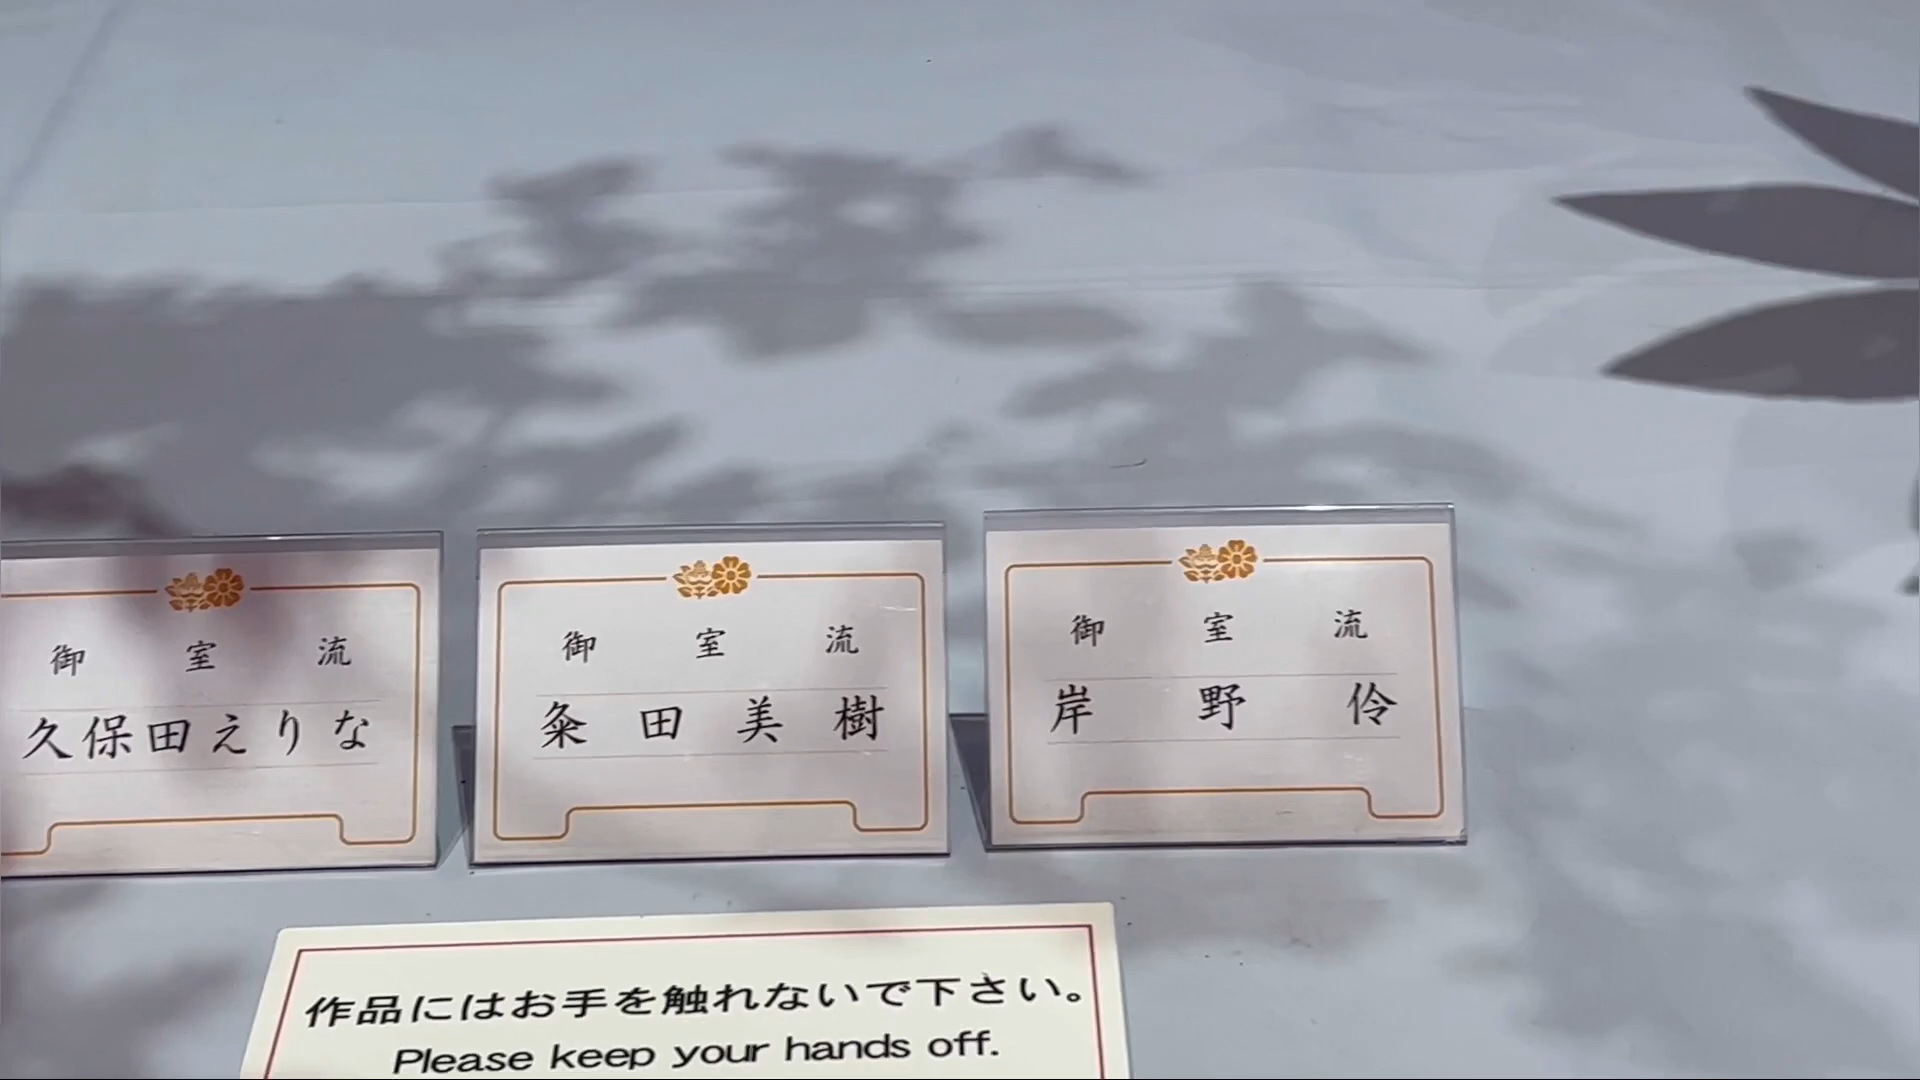 御室流
久保田えりな
御室流
粂田美樹
御室流
岸野伶
作品にはお手を触れないで下さい。
Please keep your hands off.